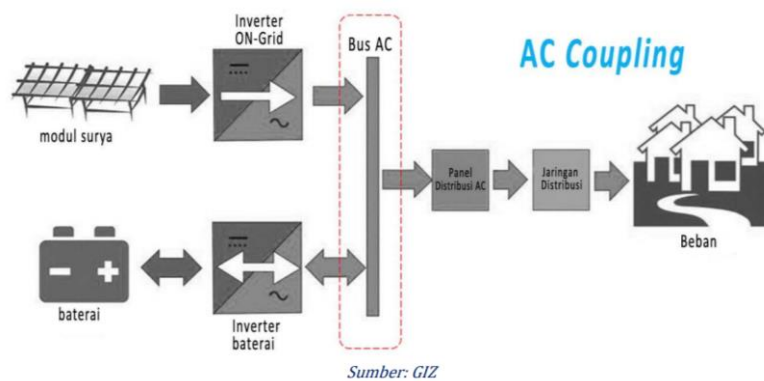 Inverter
ON-Grid
Bus AC
AC Coupling
modul surya
Panel
Distribusi AC
Jaringan
Distribusi
Beban
baterai
Inverter
baterai
Sumber: GIZ